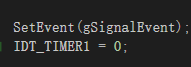 SetEvent(gSignalEvent);
IDT_TIMER1 = 0;